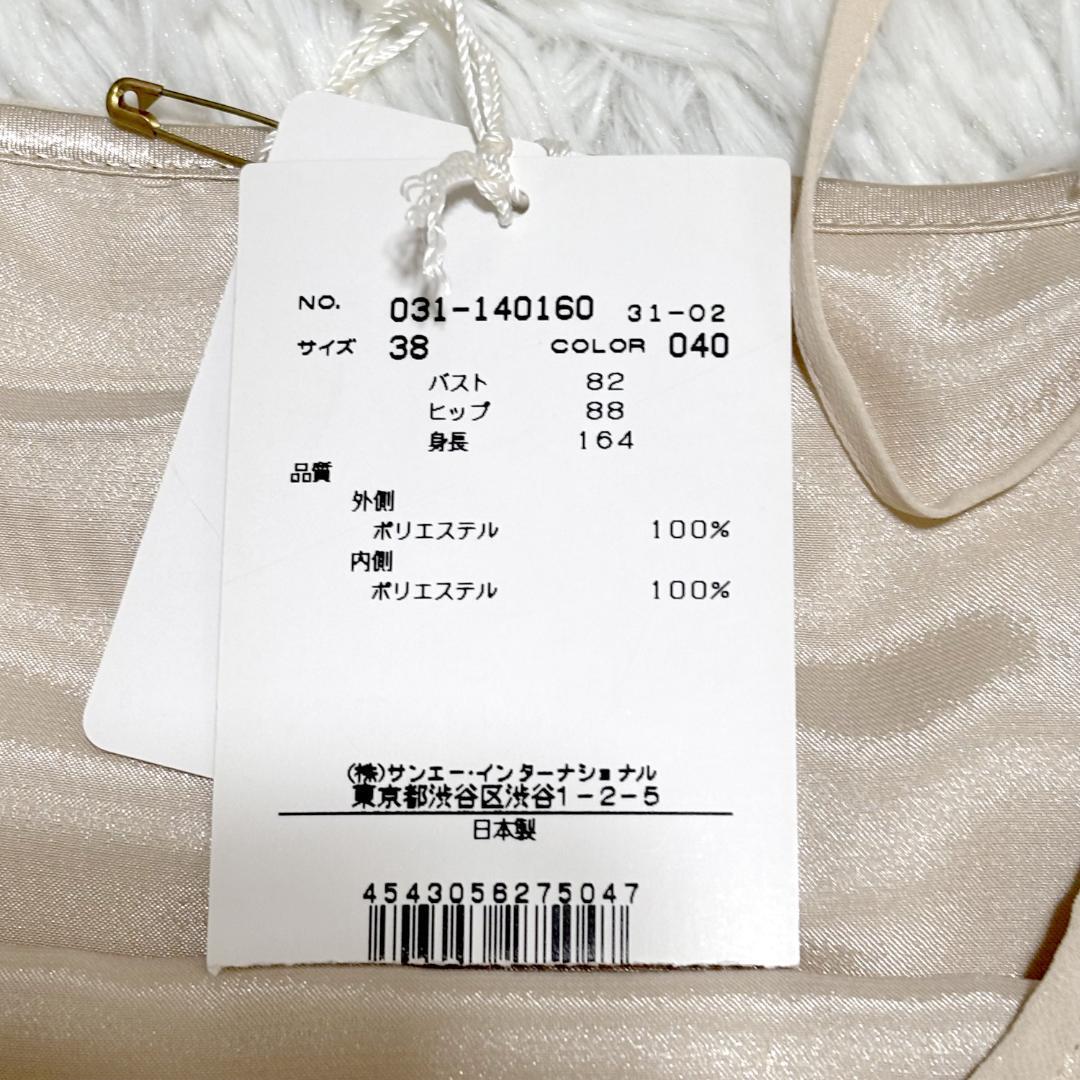 NO. 031-140160 31-02
サイズ 38 COLOR 040
バスト 82
ヒップ 88
身長 164
品質
外側
ポリエステル 100%
内側
ポリエステル 100%
(株)サンエー・インターナショナル
東京都渋谷区渋谷1-2-5
日本製
4543056275047